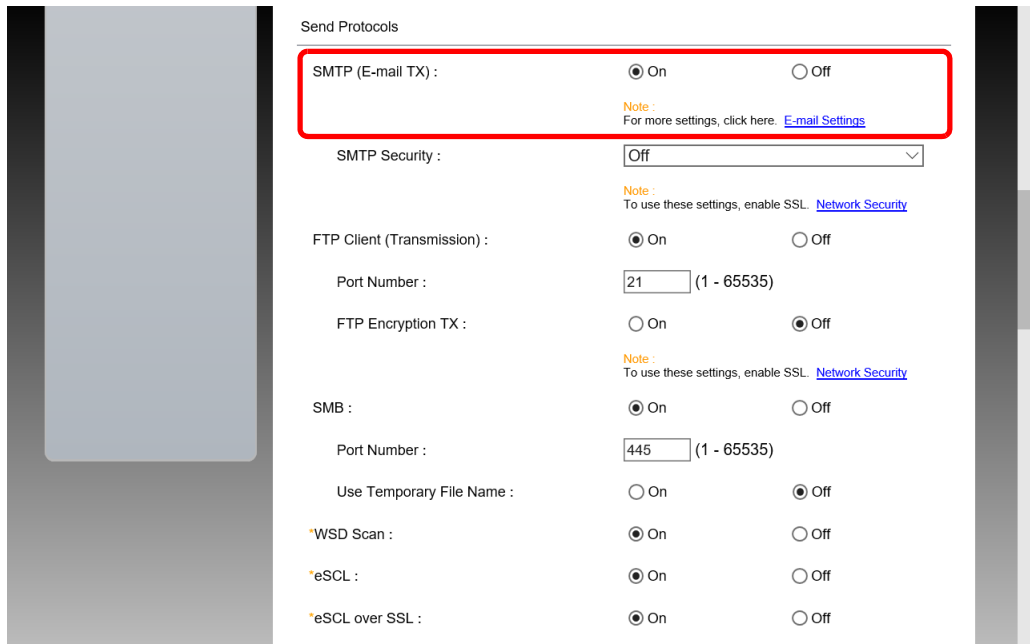 Send Protocols
SMTP (E-mail TX) : On Off
Note :
For more settings, click here. E-mail Settings
SMTP Security : Off
Note :
To use these settings, enable SSL. Network Security
FTP Client (Transmission) : On Off
Port Number : 21 (1 - 65535)
FTP Encryption TX : On Off
Note :
To use these settings, enable SSL. Network Security
SMB : On Off
Port Number : 445 (1 - 65535)
Use Temporary File Name : On Off
*WSD Scan : On Off
*eSCL : On Off
*eSCL over SSL : On Off